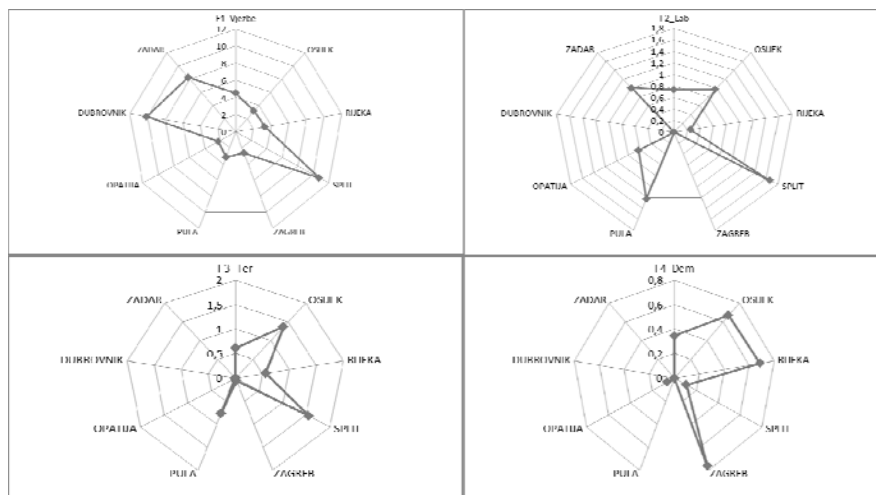 F1_Vježbe
12
10
8
6
4
2
0
OSIJEK
RIJEKA
SPLIT
ZAGREB
PULA
OPATIJA
DUBROVNIK
ZADAR
F2_Lab
1,8
1,6
1,4
1,2
1
0,8
0,6
0,4
0,2
0
OSIJEK
RIJEKA
SPLIT
ZAGREB
PULA
OPATIJA
DUBROVNIK
ZADAR
F3_Ter
2
1,5
1
0,5
0
OSIJEK
RIJEKA
SPLIT
ZAGREB
PULA
OPATIJA
DUBROVNIK
ZADAR
F4_Dem
0,8
0,6
0,4
0,2
0
OSIJEK
RIJEKA
SPLIT
ZAGREB
PULA
OPATIJA
DUBROVNIK
ZADAR